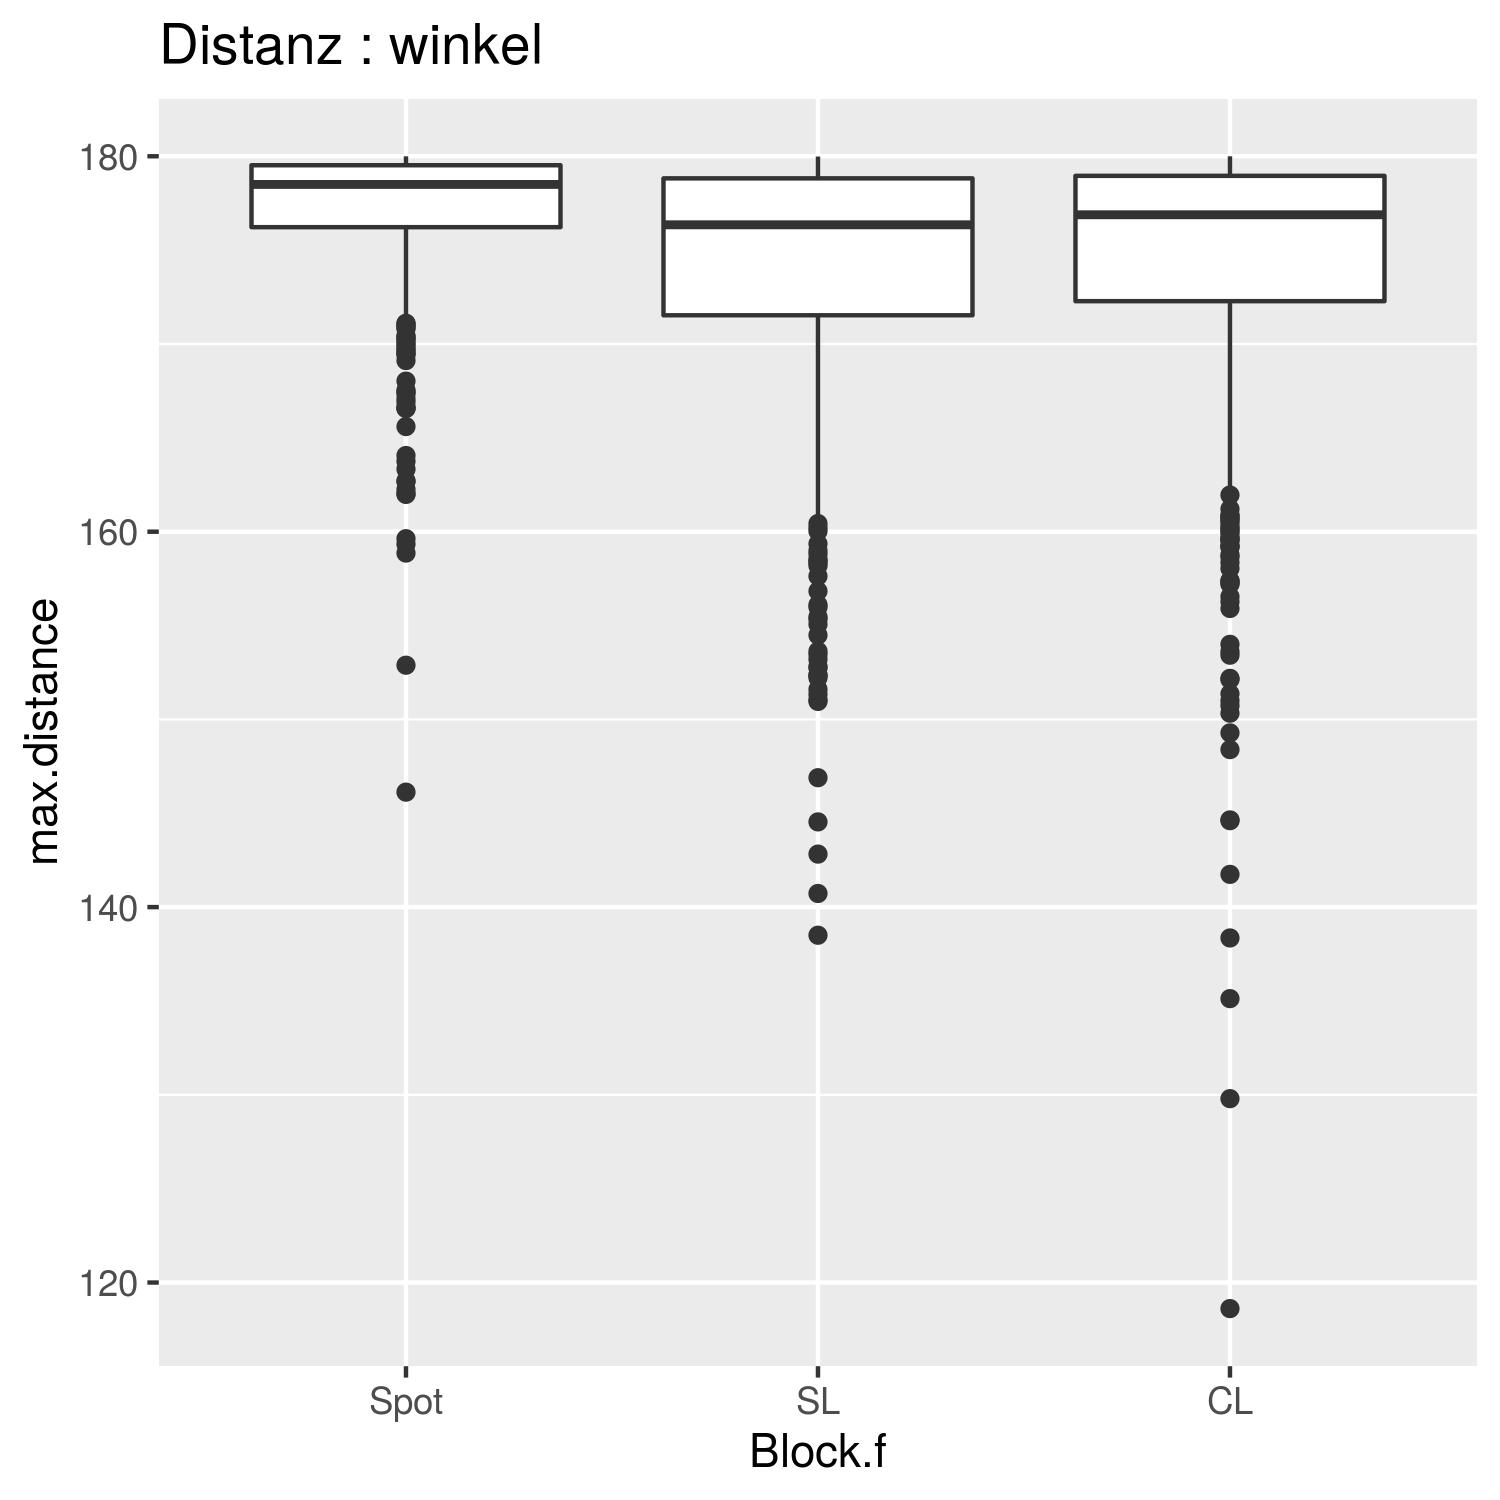 Distanz : winkel
max.distance
180
160
140
120
Spot SL CL
Block.f